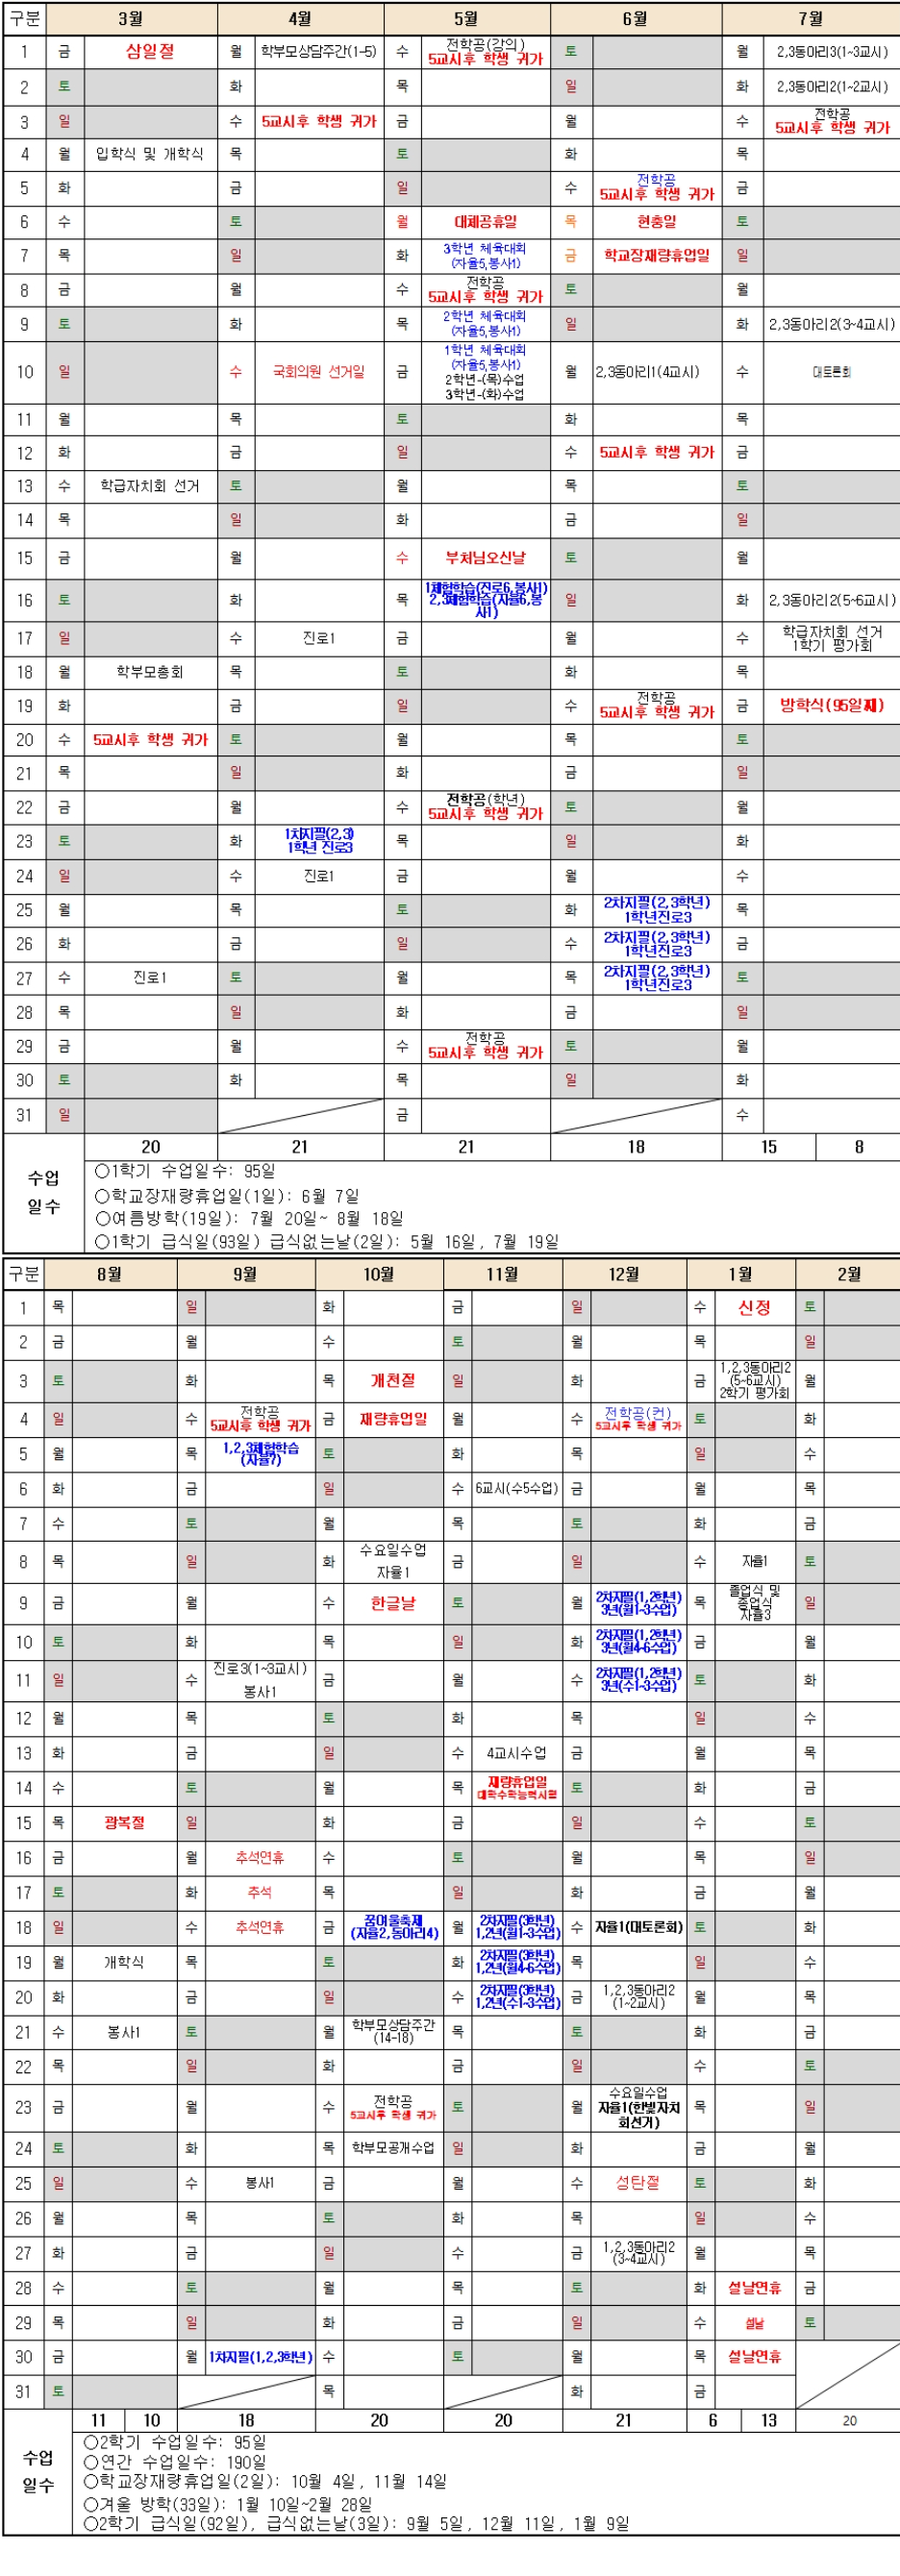 구분 3월 4월 5월 6월 7월
1 금 삼일절 월 학부모상담주간(1-5) 수 전학공(강의) 토 월 2,3동아리3(1~3교시)
5교시후 학생 귀가
2 토 화 목 일 화 2,3동아리2(1~2교시)
3 일 수 5교시후 학생 귀가 금 월 수 전학공
5교시후 학생 귀가
4 월 입학식 및 개학식 목 토 화 목
5 화 금 일 수 전학공 금
5교시후 학생 귀가
6 수 토 월 대체공휴일 목 현충일 토
7 목 일 화 3학년 체육대회 금 학교장재량휴업일 일
(자율5,봉사1)
8 금 월 수 전학공 토 월
5교시후 학생 귀가
9 토 화 목 2학년 체육대회 일 화 2,3동아리2(3~4교시)
(자율5,봉사1)
10 일 수 국회의원 선거일 금 1학년 체육대회 월 2,3동아리1(4교시) 수 대토론회
(자율5,봉사1)
2학년-(목)수업
3학년-(화)수업
11 월 목 토 화 목
12 화 금 일 수 5교시후 학생 귀가 금
13 수 학급자치회 선거 토 월 목 토
14 목 일 화 금 일
15 금 월 수 부처님오신날 토 월
16 토 화 목 1체험학습(진로6,봉사1) 일 화 2,3동아리2(5~6교시)
2,3체험학습(자율6,봉
사1)
17 일 수 진로1 금 월 수 학급자치회 선거
1학기 평가회
18 월 학부모총회 목 토 화 목
19 화 금 일 수 전학공 금 방학식(95일째)
5교시후 학생 귀가
20 수 5교시후 학생 귀가 토 월 목 토
21 목 일 화 금 일
22 금 월 수 전학공(학년) 토 월
5교시후 학생 귀가
23 토 화 1차지필(2,3) 목 일 화
1학년 진로3
24 일 수 진로1 금 월 수
25 월 목 토 화 2차지필(2,3학년) 목
1학년진로3
26 화 금 일 수 2차지필(2,3학년) 금
1학년진로3
27 수 진로1 토 월 목 2차지필(2,3학년) 토
1학년진로3
28 목 일 화 금 일
29 금 월 수 전학공 토 월
5교시후 학생 귀가
30 토 화 목 일 화
31 일 금 수
20 21 21 18 15 8
수업
일수
○1학기 수업일수: 95일
○학교장재량휴업일(1일): 6월 7일
○여름방학(19일): 7월 20일~ 8월 18일
○1학기 급식일(93일) 급식없는날(2일): 5월 16일, 7월 19일
구분 8월 9월 10월 11월 12월 1월 2월
1 목 일 화 금 일 수 신정 토
2 금 월 수 토 월 목 일
3 토 화 목 개천절 일 화 금 1,2,3동아리2 월
(5~6교시)
2학기 평가회
4 일 수 전학공 금 재량휴업일 월 수 전학공(컨) 토 화
5교시후 학생 귀가 5교시후 학생 귀가
5 월 목 1,2,3체험학습 토 화 목 일 수
(자율7)
6 화 금 일 수 6교시(수5수업) 금 월 목
7 수 토 월 목 토 화 금
8 목 일 화 수요일수업 금 일 수 자율1 토
자율1
9 금 월 수 한글날 토 월 2차지필(1,2학년) 목 졸업식 및 일
3년(월1-3수업) 종업식
자율3
10 토 화 목 일 화 2차지필(1,2학년) 금 월
3년(월4-6수업)
11 일 수 진로3(1~3교시) 금 월 수 2차지필(1,2학년) 토 화
봉사1 3년(수1-3수업)
12 월 목 토 화 목 일 수
13 화 금 일 수 4교시수업 금 월 목
14 수 토 월 목 재량휴업일 토 화 금
대학수학능력시험
15 목 광복절 일 화 금 일 수 토
16 금 월 추석연휴 수 토 월 목 일
17 토 화 추석 목 일 화 금 월
18 일 수 추석연휴 금 꿈여울축제 월 2차지필(3학년) 수 자율1(대토론회) 토 화
(자율2,동아리4) 1,2년(월1-3수업)
19 월 개학식 목 토 화 2차지필(3학년) 목 일 수
1,2년(월4-6수업)
20 화 금 일 수 2차지필(3학년) 금 1,2,3동아리2 월 목
1,2년(수1-3수업) (1~2교시)
21 수 봉사1 토 월 학부모상담주간 목 토 화 금
(14-18)
22 목 일 화 금 일 수 토
23 금 월 수 전학공 토 월 수요일수업 목 일
5교시후 학생 귀가 자율1(한빛자치
회선거)
24 토 화 목 학부모공개수업 일 화 금 월
25 일 수 봉사1 금 월 수 성탄절 토 화
26 월 목 토 화 목 일 수
27 화 금 일 수 금 1,2,3동아리2 월 목
(3~4교시)
28 수 토 월 목 토 화 설날연휴 금
29 목 일 화 금 일 수 설날 토
30 금 월 1차지필(1,2,3학년) 수 토 월 목 설날연휴
31 토 목 화 금
11 10 18 20 20 21 6 13 20
수업
일수
○2학기 수업일수: 95일
○연간 수업일수: 190일
○학교장재량휴업일(2일): 10월 4일, 11월 14일
○겨울 방학(33일): 1월 10일~2월 28일
○2학기 급식일(92일), 급식없는날(3일): 9월 5일, 12월 11일, 1월 9일